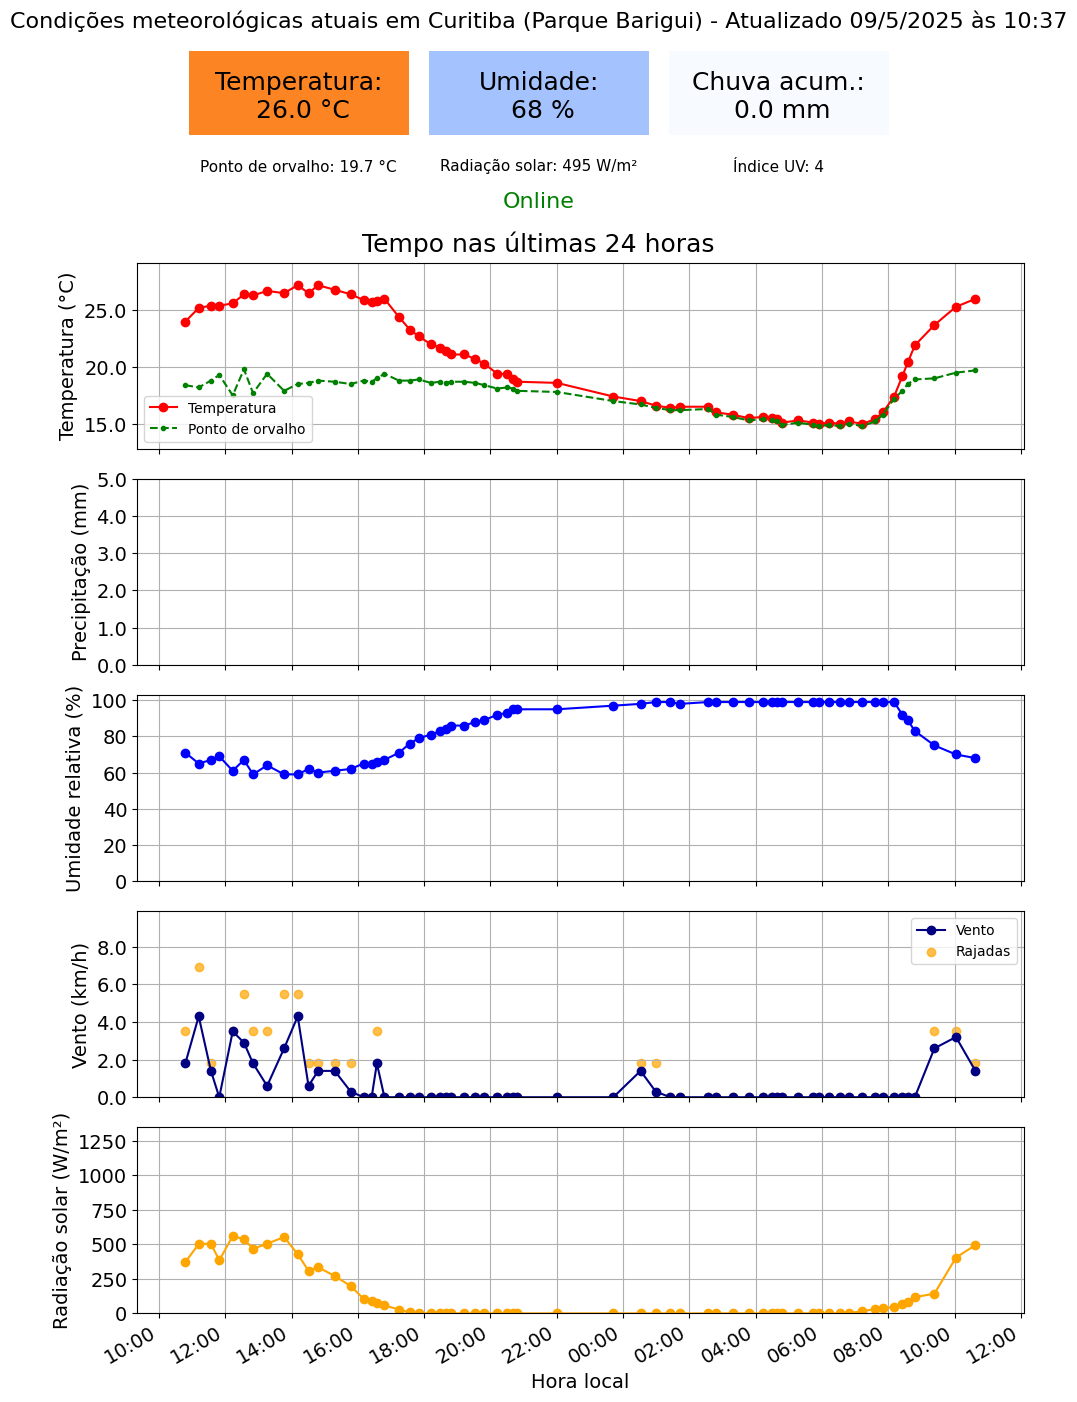 Condições meteorológicas atuais em Curitiba (Parque Barigui) - Atualizado 09/5/2025 às 10:37
Temperatura:
26.0 °C
Umidade:
68 %
Chuva acum.:
0.0 mm
Ponto de orvalho: 19.7 °C
Radiação solar: 495 W/m²
Índice UV: 4
Online
Tempo nas últimas 24 horas
Temperatura (°C)
25.0
20.0
15.0
Temperatura
Ponto de orvalho
Precipitação (mm)
5.0
4.0
3.0
2.0
1.0
0.0
Umidade relativa (%)
100
80
60
40
20
0
Vento (km/h)
8.0
6.0
4.0
2.0
0.0
Vento
Rajadas
Radiação solar (W/m²)
1250
1000
750
500
250
0
10:00
12:00
14:00
16:00
18:00
20:00
22:00
00:00
02:00
04:00
06:00
08:00
10:00
12:00
Hora local